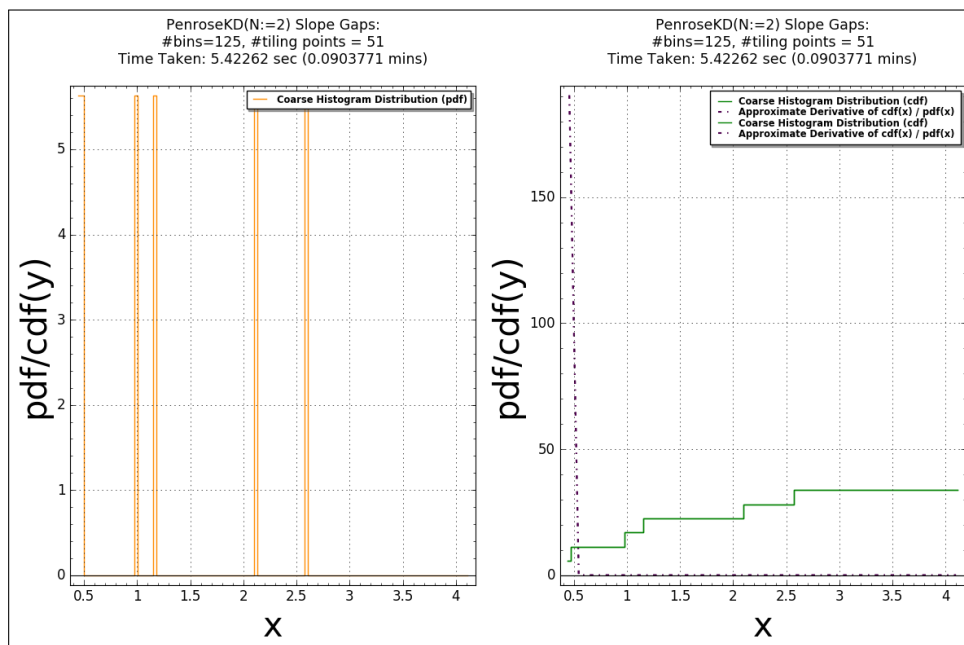 PenroseKD(N:=2) Slope Gaps:
#bins=125, #tiling points = 51
Time Taken: 5.42262 sec (0.0903771 mins)
Coarse Histogram Distribution (pdf)
5
4
3
2
1
0
pdf/cdf(y)
0.5 1 1.5 2 2.5 3 3.5 4
x
PenroseKD(N:=2) Slope Gaps:
#bins=125, #tiling points = 51
Time Taken: 5.42262 sec (0.0903771 mins)
Coarse Histogram Distribution (cdf)
Approximate Derivative of cdf(x) / pdf(x)
Coarse Histogram Distribution (cdf)
Approximate Derivative of cdf(x) / pdf(x)
150
100
50
0
pdf/cdf(y)
0.5 1 1.5 2 2.5 3 3.5 4
x